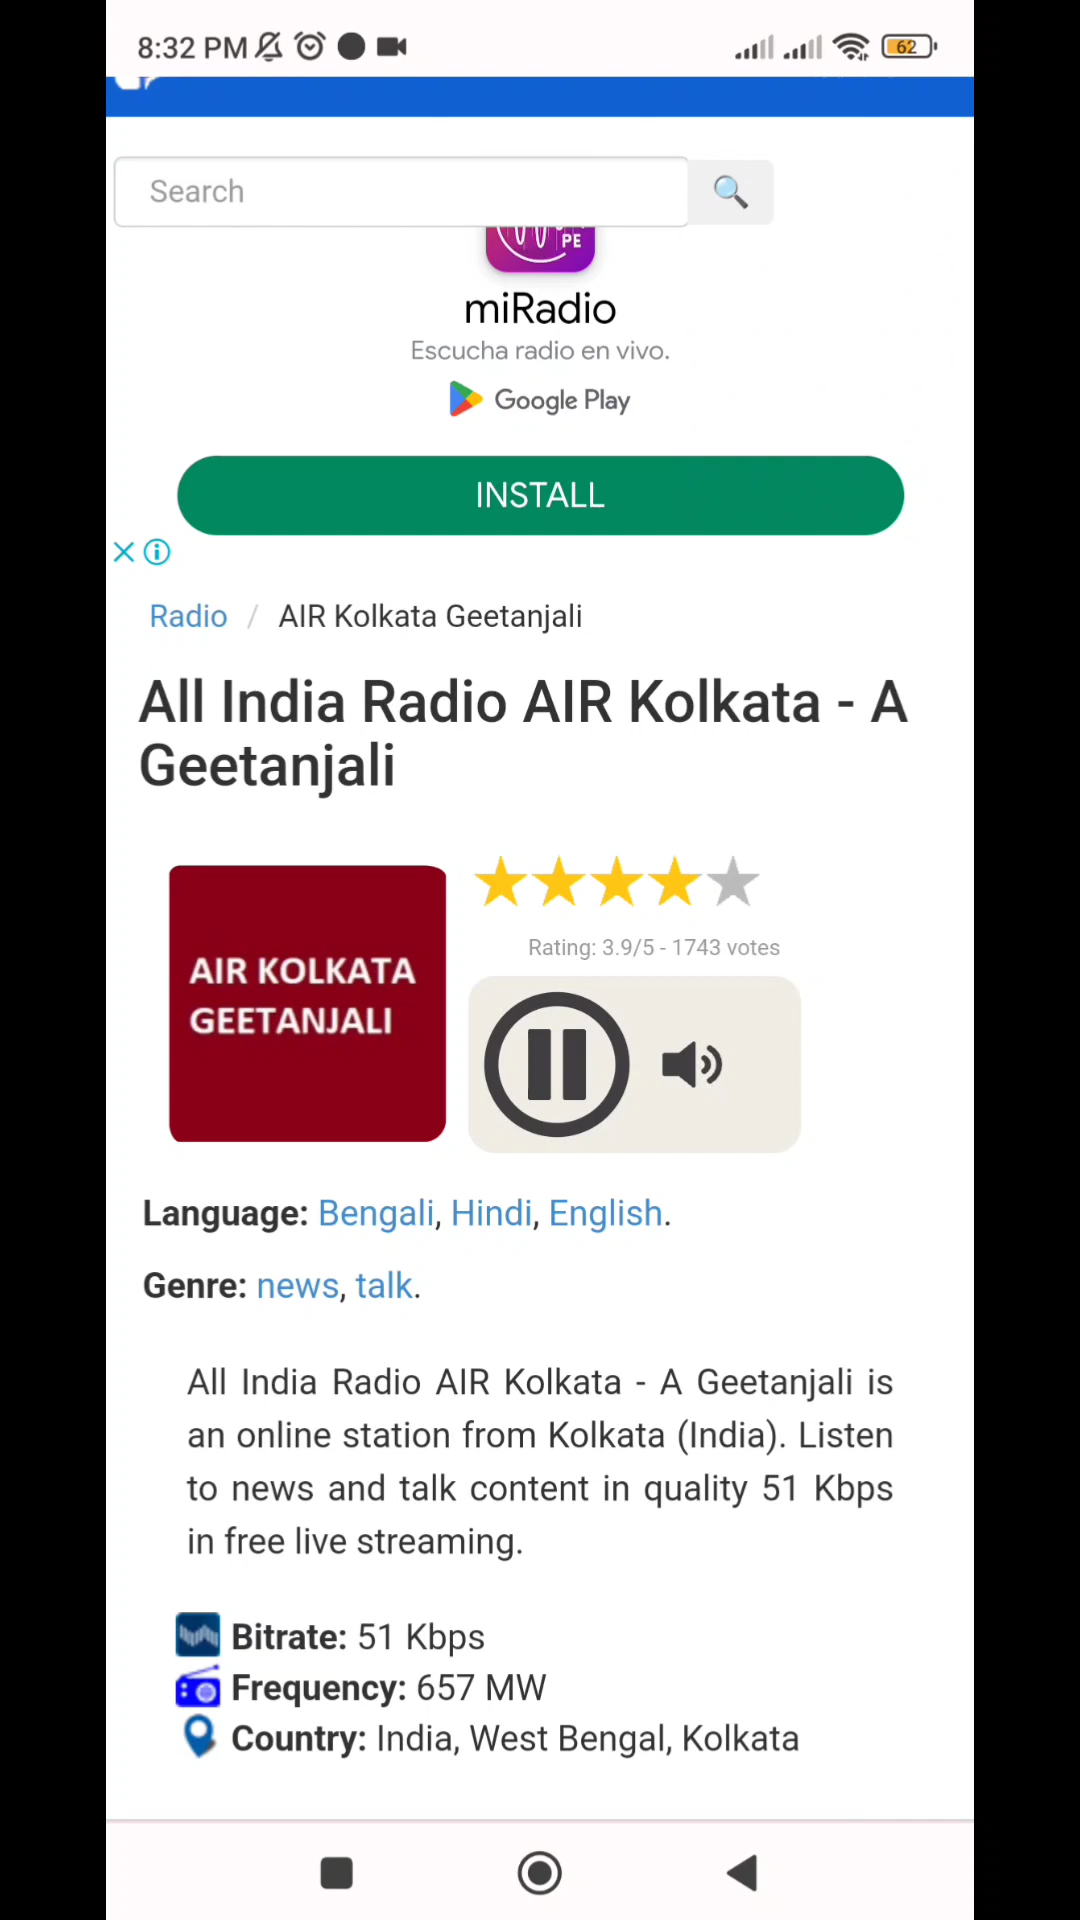 8:32 PM
62
Search
PE
miRadio
Escucha radio en vivo.
Google Play
INSTALL
Radio / AIR Kolkata Geetanjali
All India Radio AIR Kolkata - A
Geetanjali
AIR KOLKATA
GEETANJALI
Rating: 3.9/5 - 1743 votes
Language: Bengali, Hindi, English.
Genre: news, talk.
All India Radio AIR Kolkata - A Geetanjali is
an online station from Kolkata (India). Listen
to news and talk content in quality 51 Kbps
in free live streaming.
Bitrate: 51 Kbps
Frequency: 657 MW
Country: India, West Bengal, Kolkata